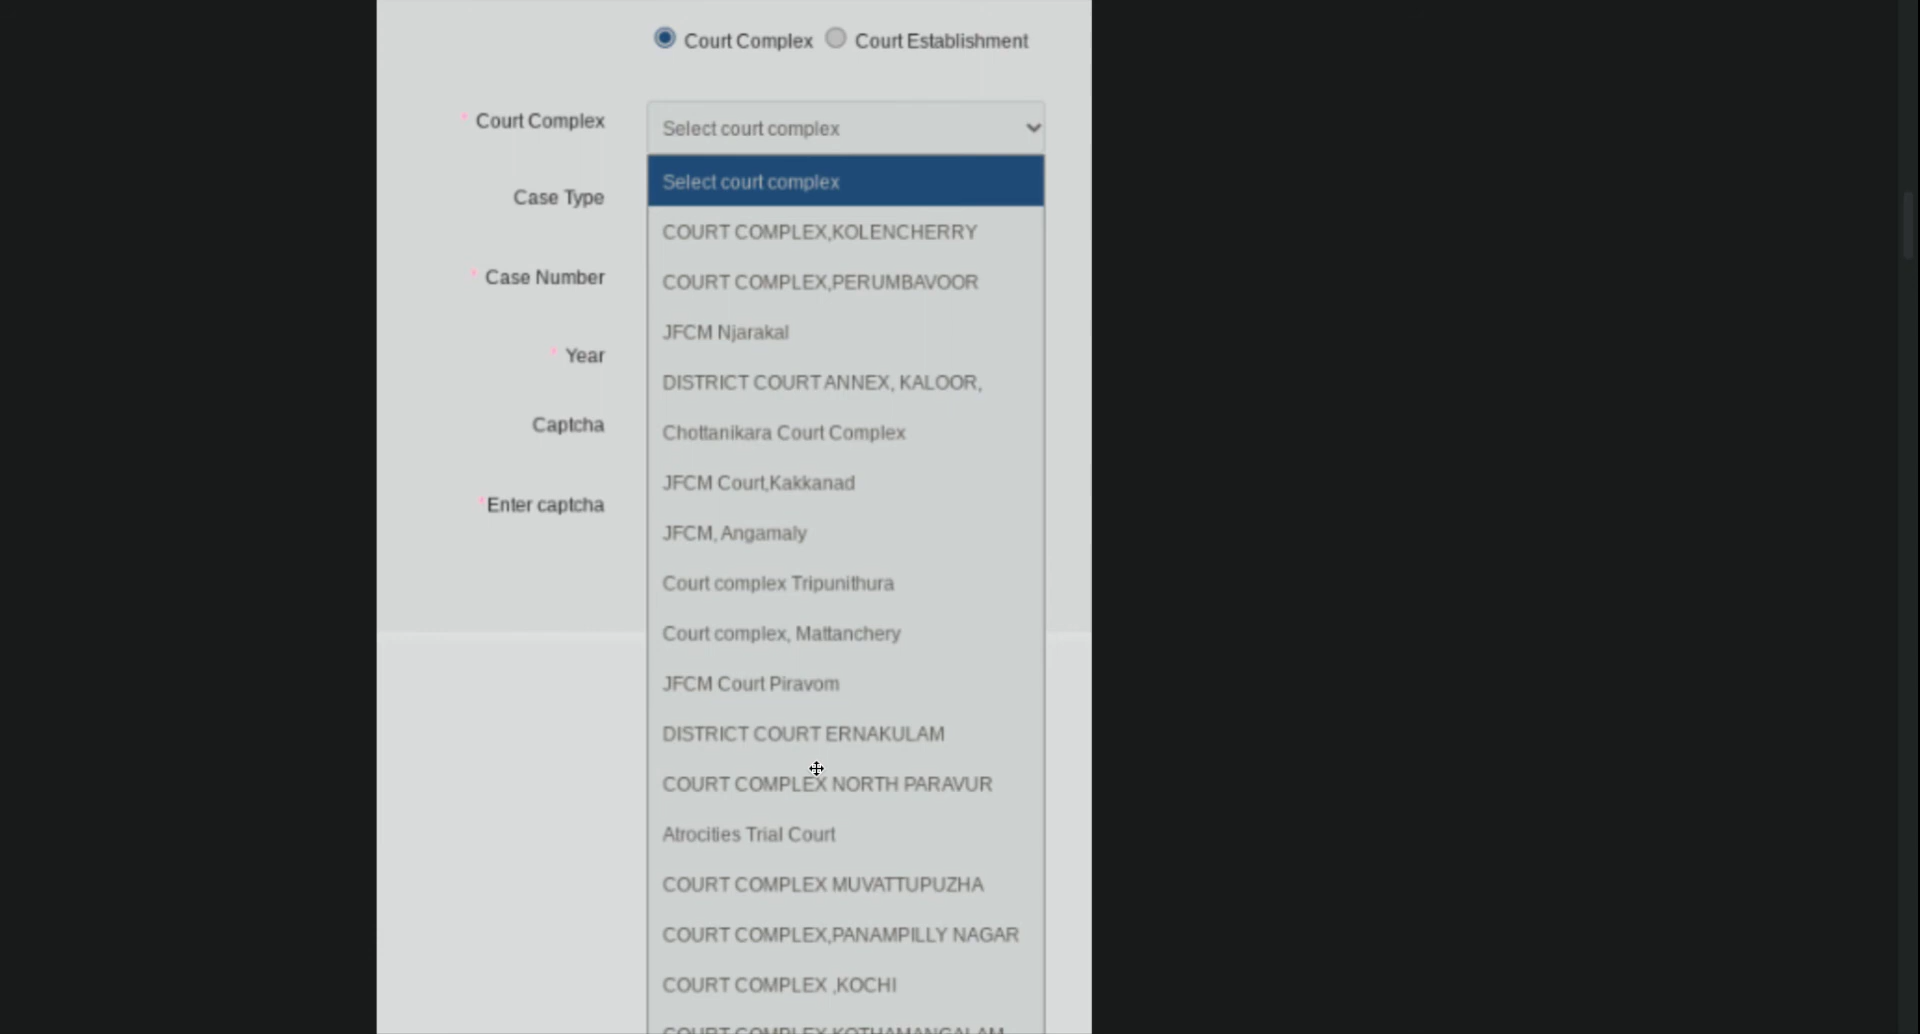 Court Complex Court Establishment
* Court Complex
Select court complex
Select court complex
Case Type
COURT COMPLEX,KOLENCHERRY
* Case Number
COURT COMPLEX,PERUMBAVOOR
JFCM Njarakal
* Year
DISTRICT COURT ANNEX, KALOOR,
Captcha
Chottanikara Court Complex
JFCM Court,Kakkanad
* Enter captcha
JFCM, Angamaly
Court complex Tripunithura
Court complex, Mattanchery
JFCM Court Piravom
DISTRICT COURT ERNAKULAM
COURT COMPLEX NORTH PARAVUR
Atrocities Trial Court
COURT COMPLEX MUVATTUPUZHA
COURT COMPLEX,PANAMPILLY NAGAR
COURT COMPLEX ,KOCHI
COURT COMPLEX KOTHAMANGALAM